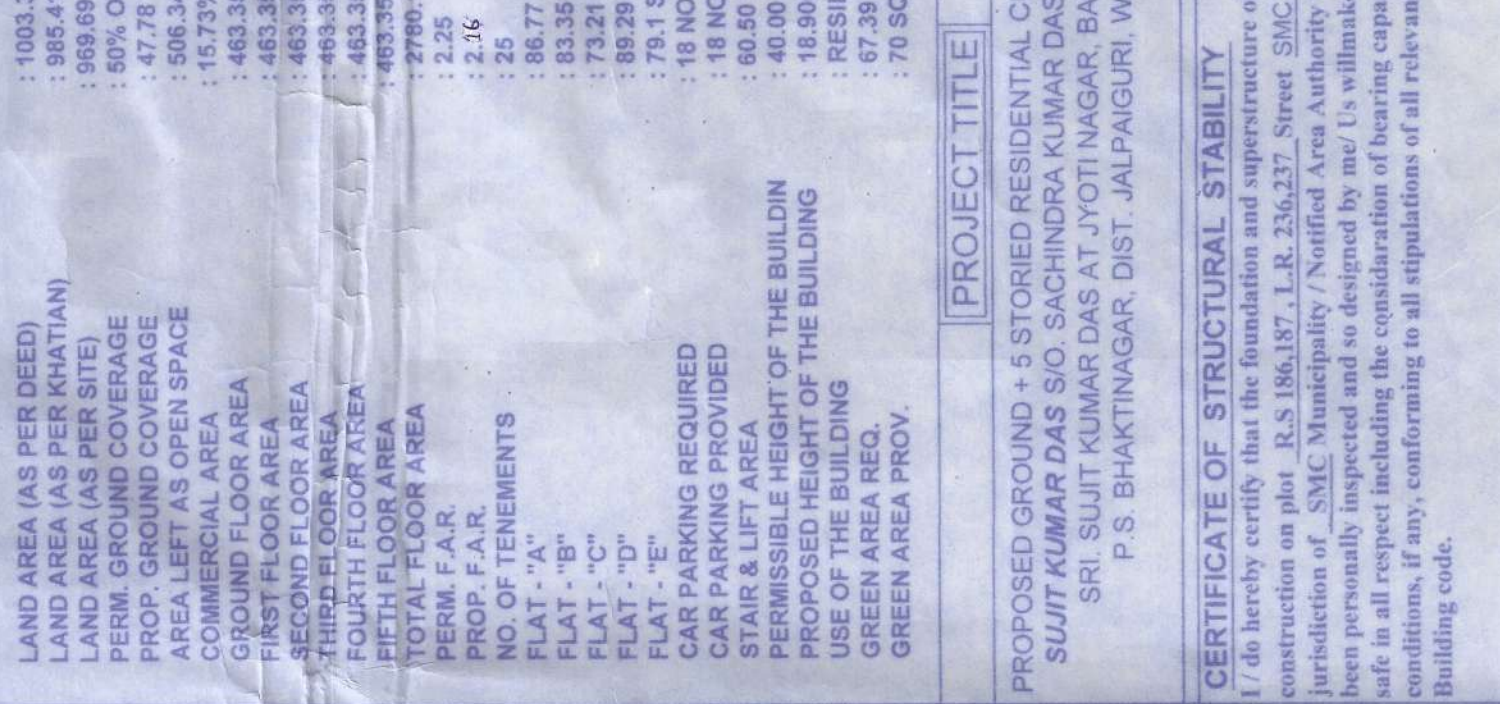 LAND AREA (AS PER DEED) : 1003.3
LAND AREA (AS PER KHATIAN) : 985.4
LAND AREA (AS PER SITE) : 969.69
PERM. GROUND COVERAGE : 50% O
PROP. GROUND COVERAGE : 47.78
AREA LEFT AS OPEN SPACE : 506.34
COMMERCIAL AREA : 15.73%
GROUND FLOOR AREA : 463.35
FIRST FLOOR AREA : 463.35
SECOND FLOOR AREA : 463.35
THIRD FLOOR AREA : 463.35
FOURTH FLOOR AREA : 463.35
FIFTH FLOOR AREA : 463.35
TOTAL FLOOR AREA : 2780.
PERM. F.A.R. : 2.25
PROP. F.A.R. : 2.16
NO. OF TENEMENTS : 25
FLAT - "A" : 86.77
FLAT - "B" : 83.35
FLAT - "C" : 73.21
FLAT - "D" : 89.29
FLAT - "E" : 79.1 S
CAR PARKING REQUIRED : 18 NO
CAR PARKING PROVIDED : 18 NO
STAIR & LIFT AREA : 60.50
PERMISSIBLE HEIGHT OF THE BUILDIN : 40.00
PROPOSED HEIGHT OF THE BUILDING : 18.90
USE OF THE BUILDING : RESI
GREEN AREA REQ. : 67.39
GREEN AREA PROV. : 70 SQ
PROJECT TITLE
PROPOSED GROUND + 5 STORIED RESIDENTIAL C
SUJIT KUMAR DAS S/O. SACHINDRA KUMAR DAS
SRI. SUJIT KUMAR DAS AT JYOTI NAGAR, BA
P.S. BHAKTINAGAR, DIST. JALPAIGURI, W
CERTIFICATE OF STRUCTURAL STABILITY
I / do hereby certify that the foundation and superstructure o
construction on plot R.S 186,187 , L.R. 236,237 Street SMC
jurisdiction of SMC Municipality / Notified Area Authority
been personally inspected and so designed by me/ Us willmake
safe in all respect including the considaration of bearing capa
conditions, if any, conforming to all stipulations of all relevan
Building code.